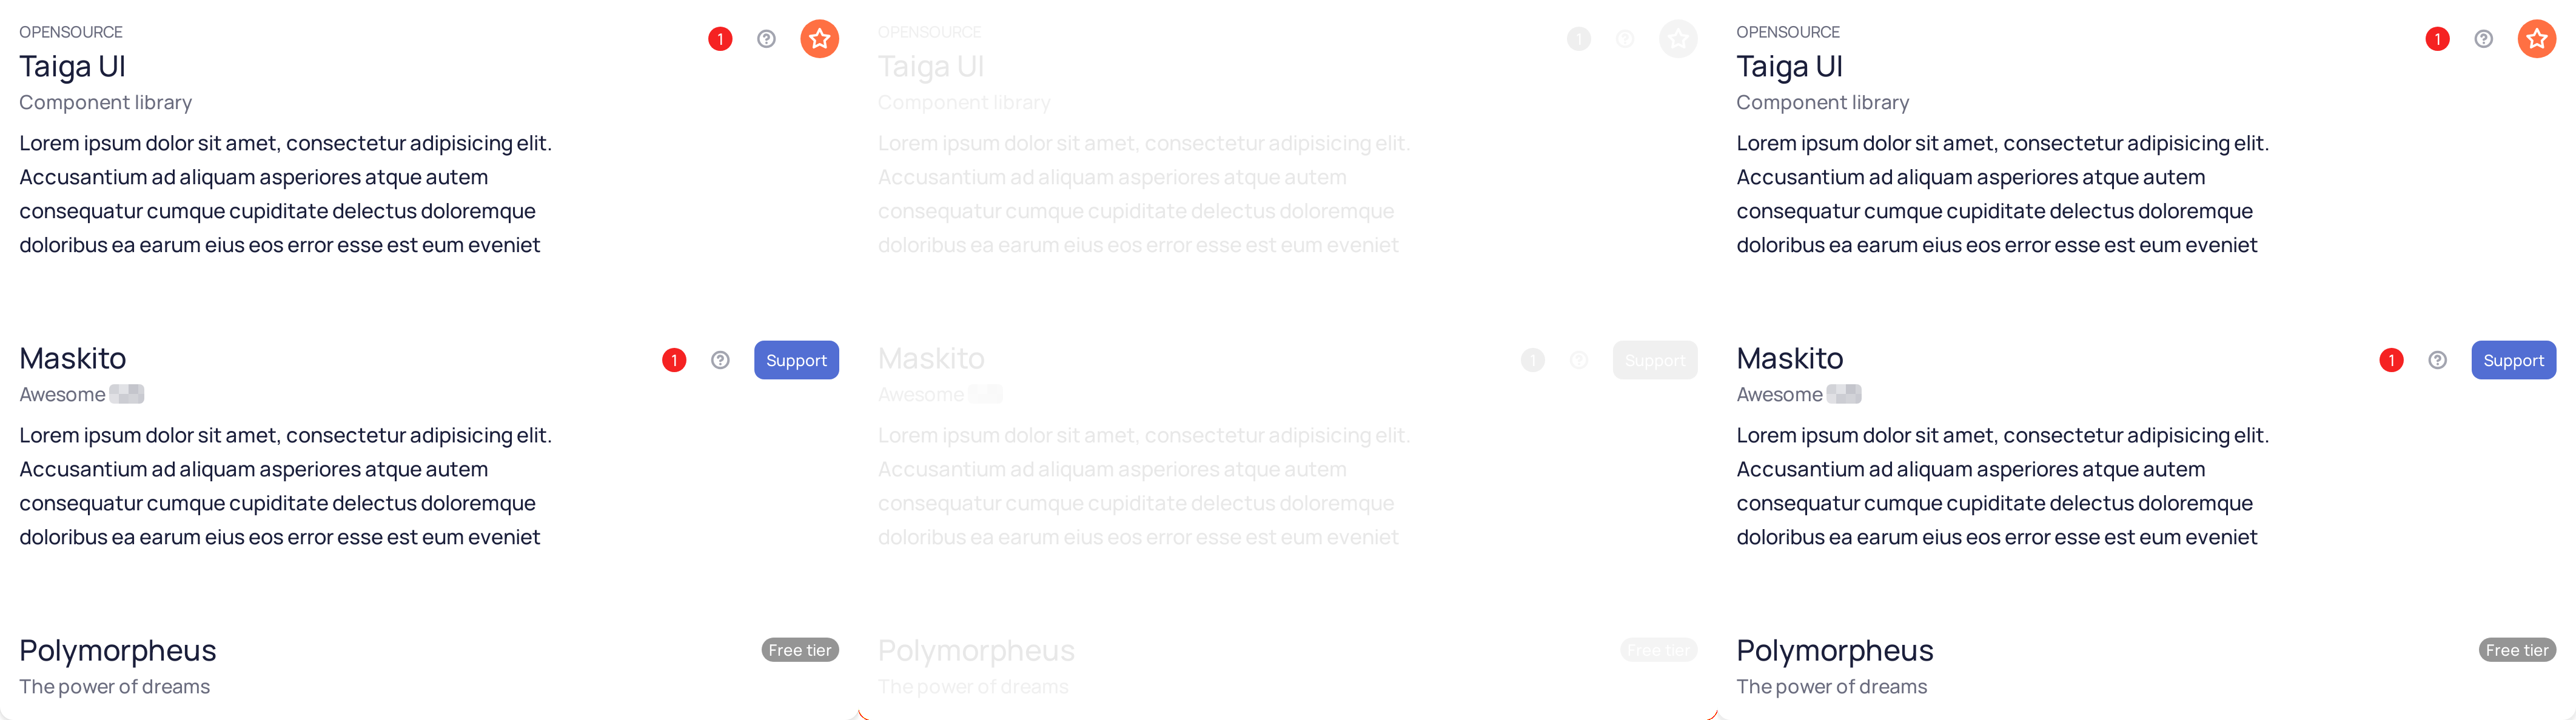 OPENSOURCE
Taiga UI
1
Component library
Lorem ipsum dolor sit amet, consectetur adipisicing elit.
Accusantium ad aliquam asperiores atque autem
consequatur cumque cupiditate delectus doloremque
doloribus ea earum eius eos error esse est eum eveniet
Maskito
1
Support
Awesome
Lorem ipsum dolor sit amet, consectetur adipisicing elit.
Accusantium ad aliquam asperiores atque autem
consequatur cumque cupiditate delectus doloremque
doloribus ea earum eius eos error esse est eum eveniet
Polymorpheus
Free tier
The power of dreams
OPENSOURCE
Taiga UI
1
Component library
Lorem ipsum dolor sit amet, consectetur adipisicing elit.
Accusantium ad aliquam asperiores atque autem
consequatur cumque cupiditate delectus doloremque
doloribus ea earum eius eos error esse est eum eveniet
Maskito
1
Support
Awesome
Lorem ipsum dolor sit amet, consectetur adipisicing elit.
Accusantium ad aliquam asperiores atque autem
consequatur cumque cupiditate delectus doloremque
doloribus ea earum eius eos error esse est eum eveniet
Polymorpheus
Free tier
The power of dreams
OPENSOURCE
Taiga UI
1
Component library
Lorem ipsum dolor sit amet, consectetur adipisicing elit.
Accusantium ad aliquam asperiores atque autem
consequatur cumque cupiditate delectus doloremque
doloribus ea earum eius eos error esse est eum eveniet
Maskito
1
Support
Awesome
Lorem ipsum dolor sit amet, consectetur adipisicing elit.
Accusantium ad aliquam asperiores atque autem
consequatur cumque cupiditate delectus doloremque
doloribus ea earum eius eos error esse est eum eveniet
Polymorpheus
Free tier
The power of dreams